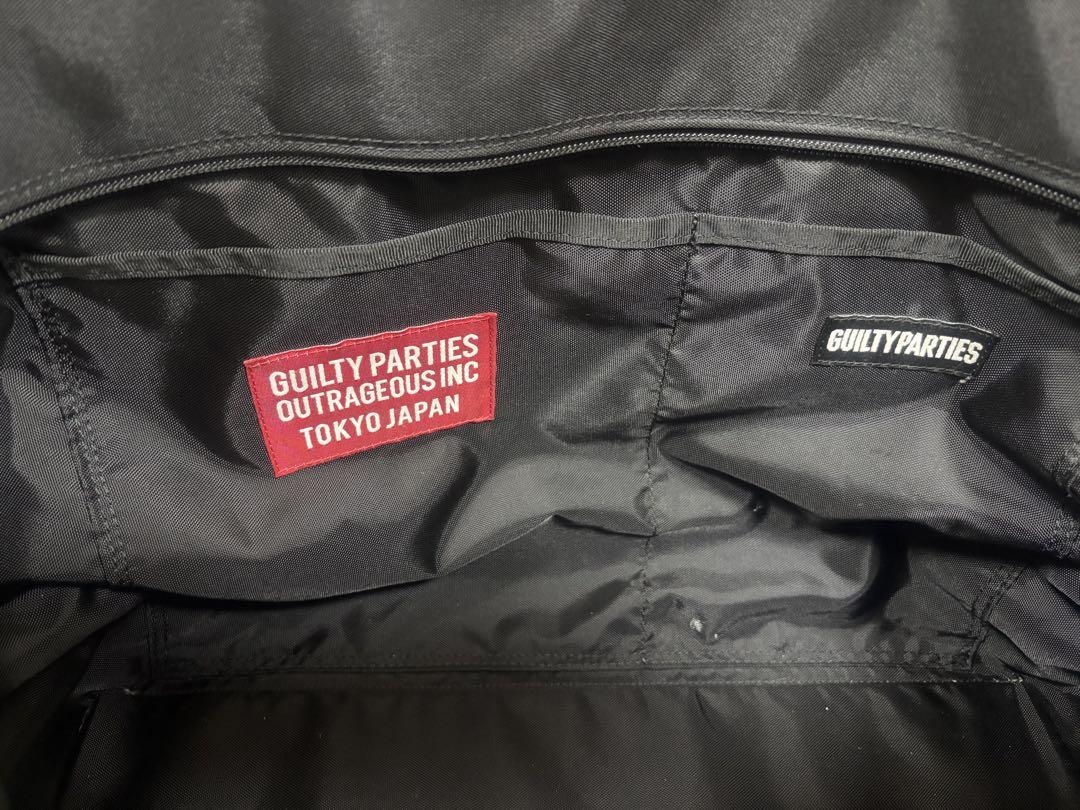 GUILTY PARTIES
OUTRAGEOUS INC
TOKYO JAPAN
GUILTYPARTIES